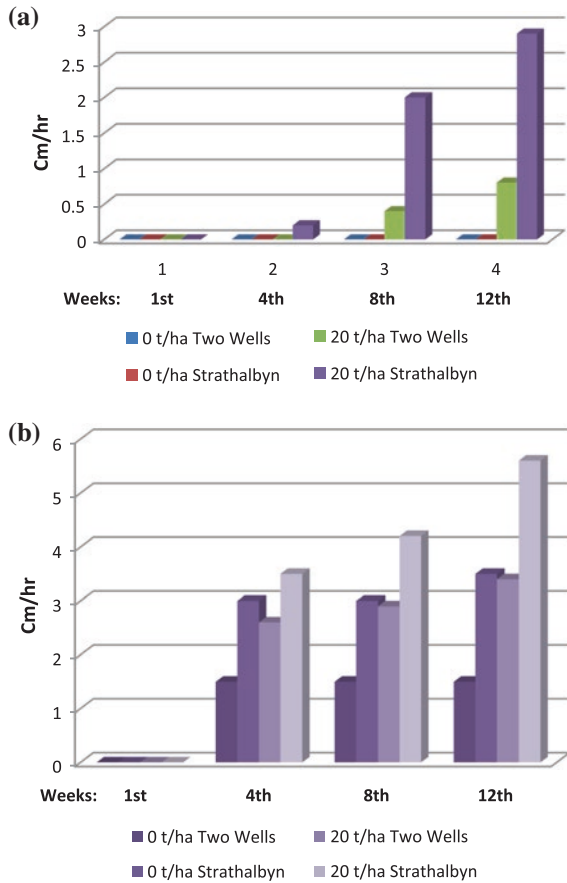 (a)
3
2.5
2
1.5
1
0.5
0
Cm/hr
1 2 3 4
Weeks: 1st 4th 8th 12th
0 t/ha Two Wells 20 t/ha Two Wells
0 t/ha Strathalbyn 20 t/ha Strathalbyn
(b)
6
5
4
3
2
1
0
Cm/hr
Weeks: 1st 4th 8th 12th
0 t/ha Two Wells 20 t/ha Two Wells
0 t/ha Strathalbyn 20 t/ha Strathalbyn